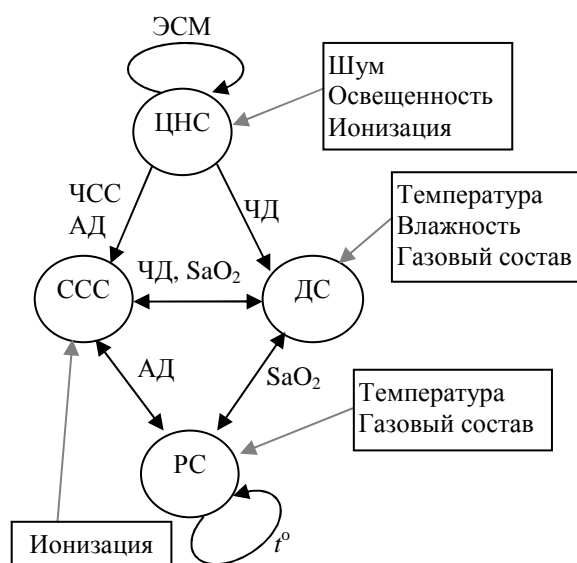 ЭСМ
ЦНС
Шум
Освещенность
Ионизация
ЧСС
АД
ЧД
Температура
Влажность
Газовый состав
ССС
ЧД, SaO₂
ДС
АД
SaO₂
Температура
Газовый состав
РС
Ионизация
t°